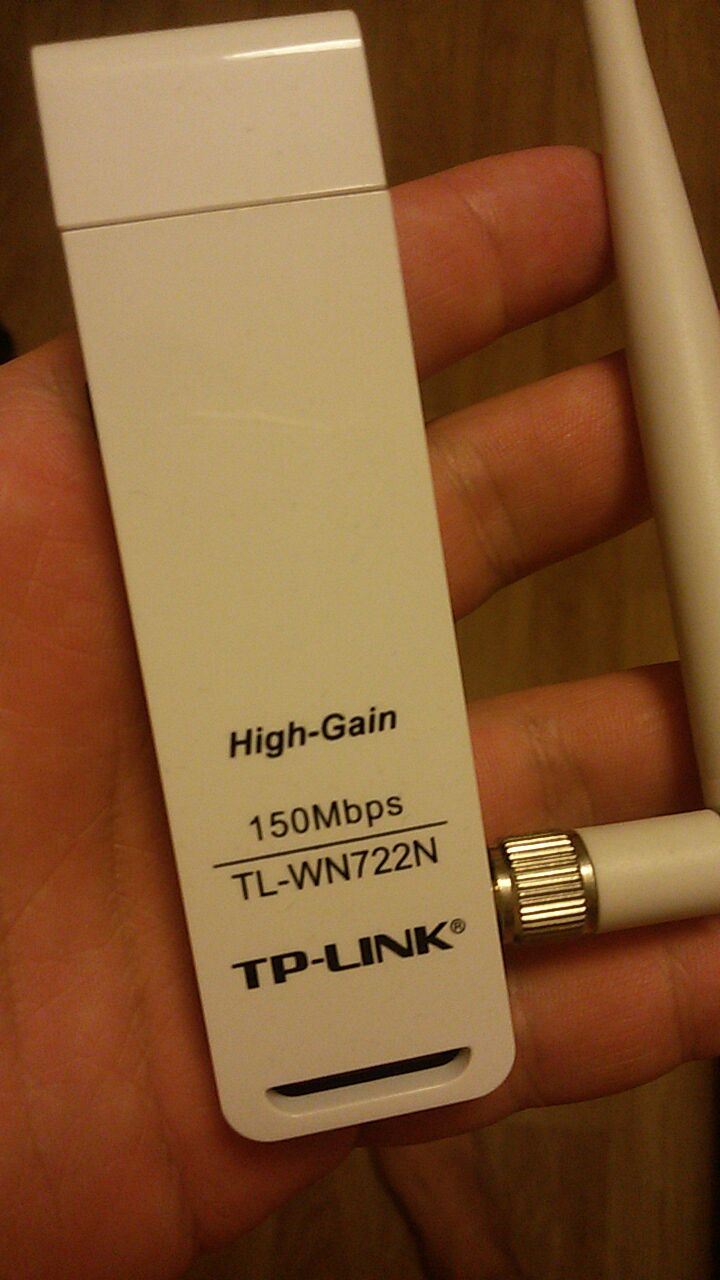 High-Gain
150Mbps
TL-WN722N
TP-LINK®